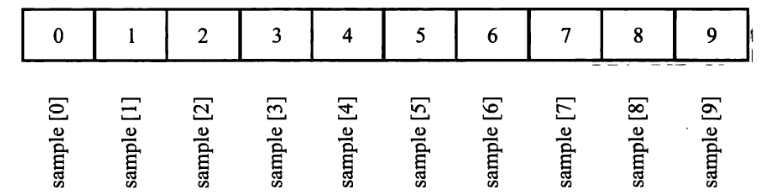 0 1 2 3 4 5 6 7 8 9
sample [0]
sample [1]
sample [2]
sample [3]
sample [4]
sample [5]
sample [6]
sample [7]
sample [8]
sample [9]